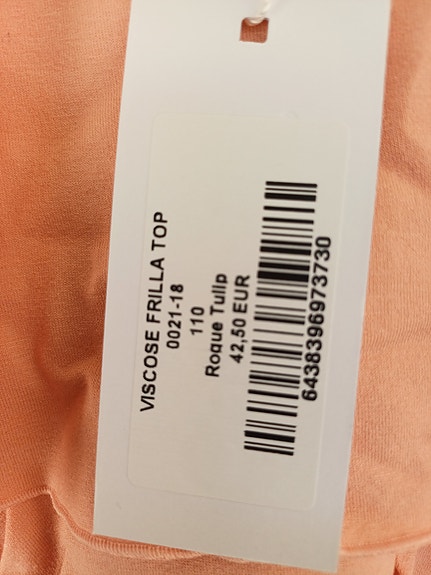 VISCOSE FRILLA TOP
0021-18
110
Roque Tulip
42,50 EUR
6438396973730